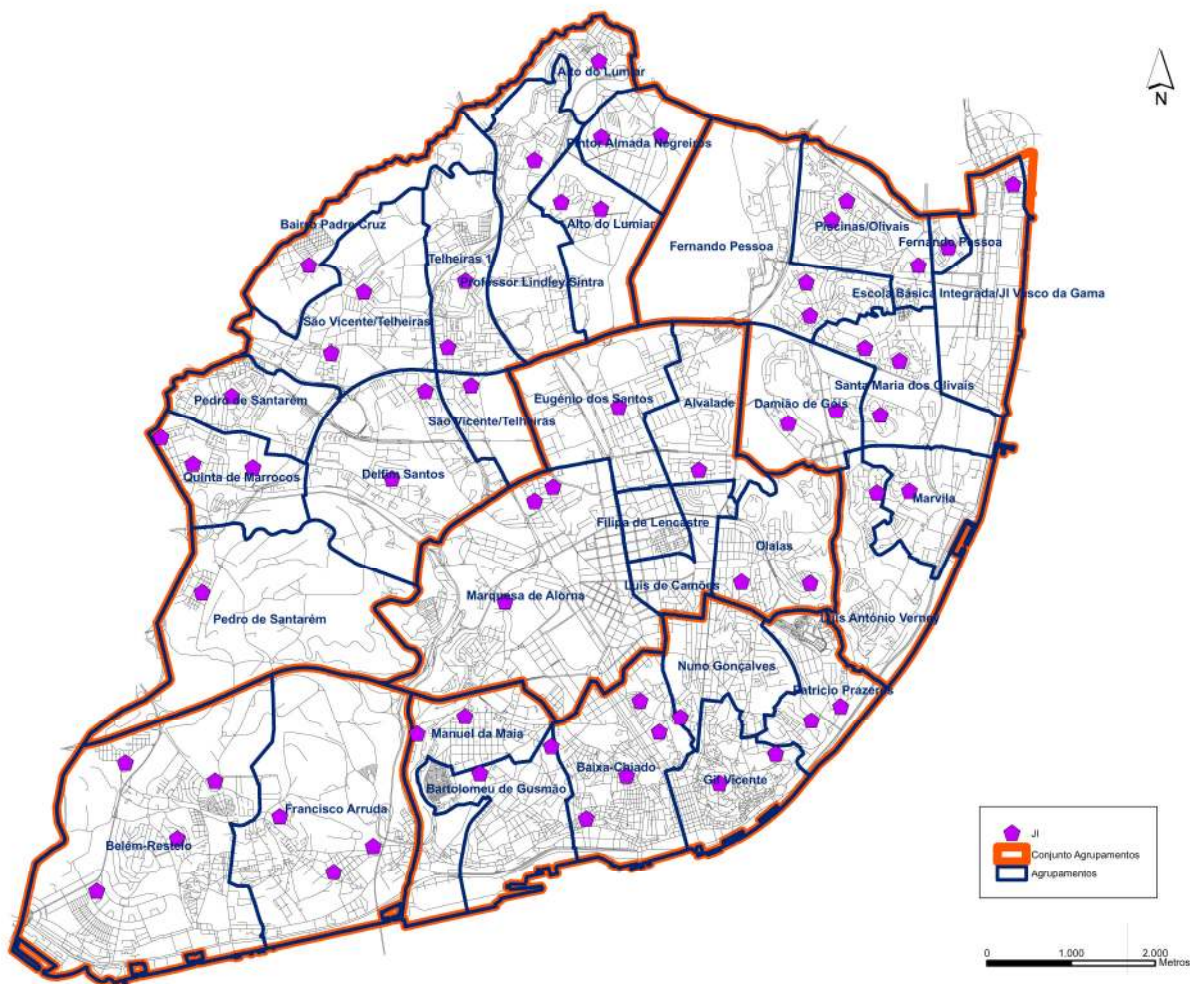 Alto do Lumiar
N
Pintor Almada Negreiros
Bairro Padre Cruz
Alto do Lumiar
Piscinas/Olivais
Fernando Pessoa
Fernando Pessoa
Telheiras 1
Professor Lindley Sintra
Escola Básica Integrada/JI Vasco da Gama
São Vicente/Telheiras
Santa Maria dos Olivais
Pedro de Santarém
Eugénio dos Santos
Alvalade
Damião de Góis
São Vicente/Telheiras
Quinta de Marrocos
Delfim Santos
Marvila
Filipa de Lencastre
Olaias
Luís de Camões
Marquesa de Alorna
Pedro de Santarém
Luís António Verney
Nuno Gonçalves
Patrício Prazeres
Manuel da Maia
Baixa-Chiado
Gil Vicente
Bartolomeu de Gusmão
Francisco Arruda
Belém-Restelo
JI
Conjunto Agrupamentos
Agrupamentos
0 1.000 2.000
Metros